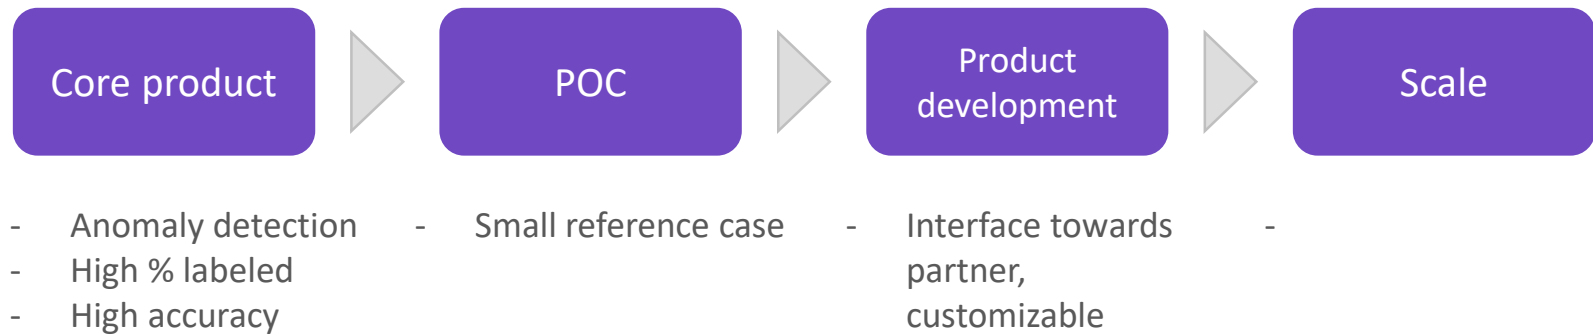 Core product
POC
Product
development
Scale
- Anomaly detection
- High % labeled
- High accuracy
- Small reference case
- Interface towards
partner,
customizable
-